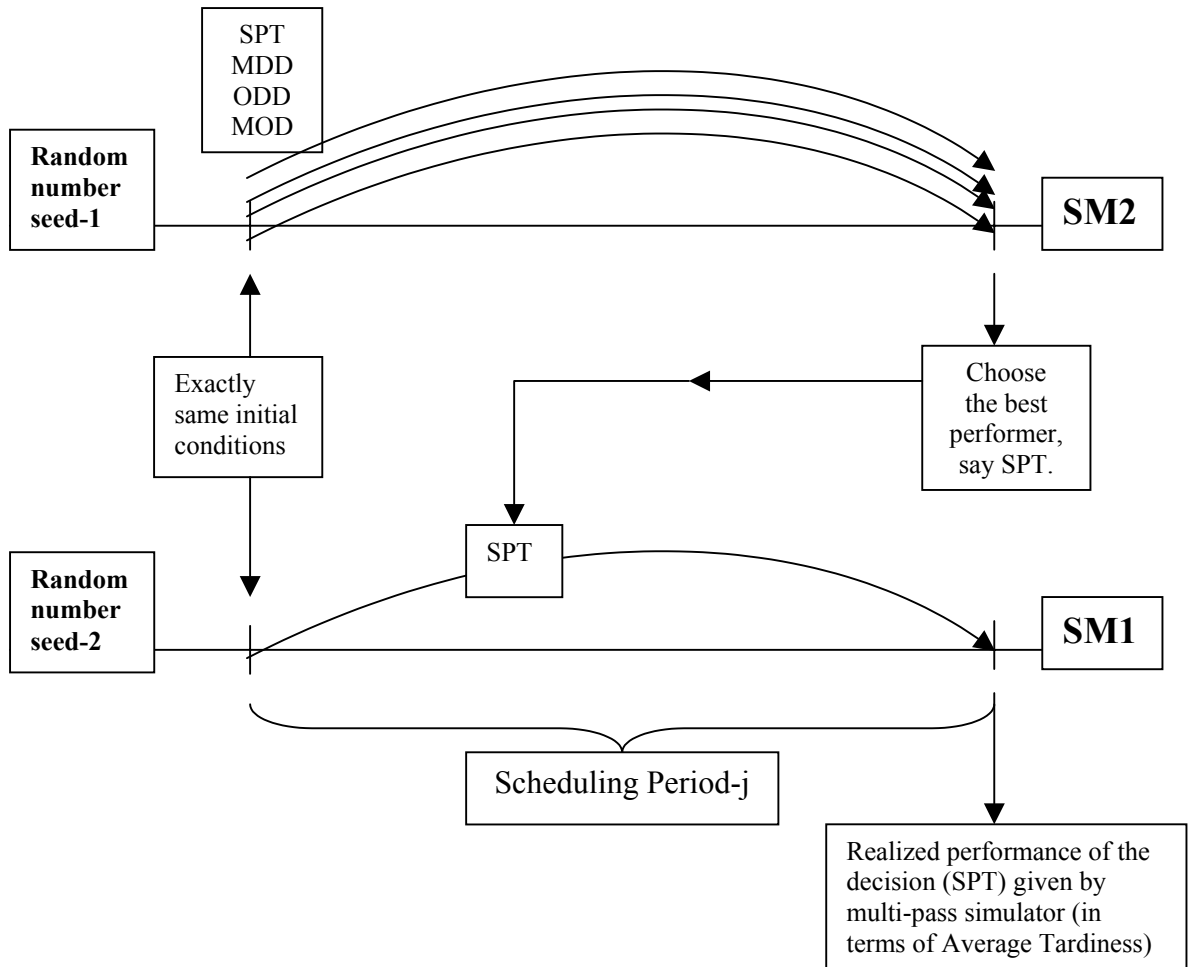 SPT
MDD
ODD
MOD
Random
number
seed-1
SM2
Exactly
same initial
conditions
Choose
the best
performer,
say SPT.
SPT
Random
number
seed-2
SM1
Scheduling Period-j
Realized performance of the
decision (SPT) given by
multi-pass simulator (in
terms of Average Tardiness)